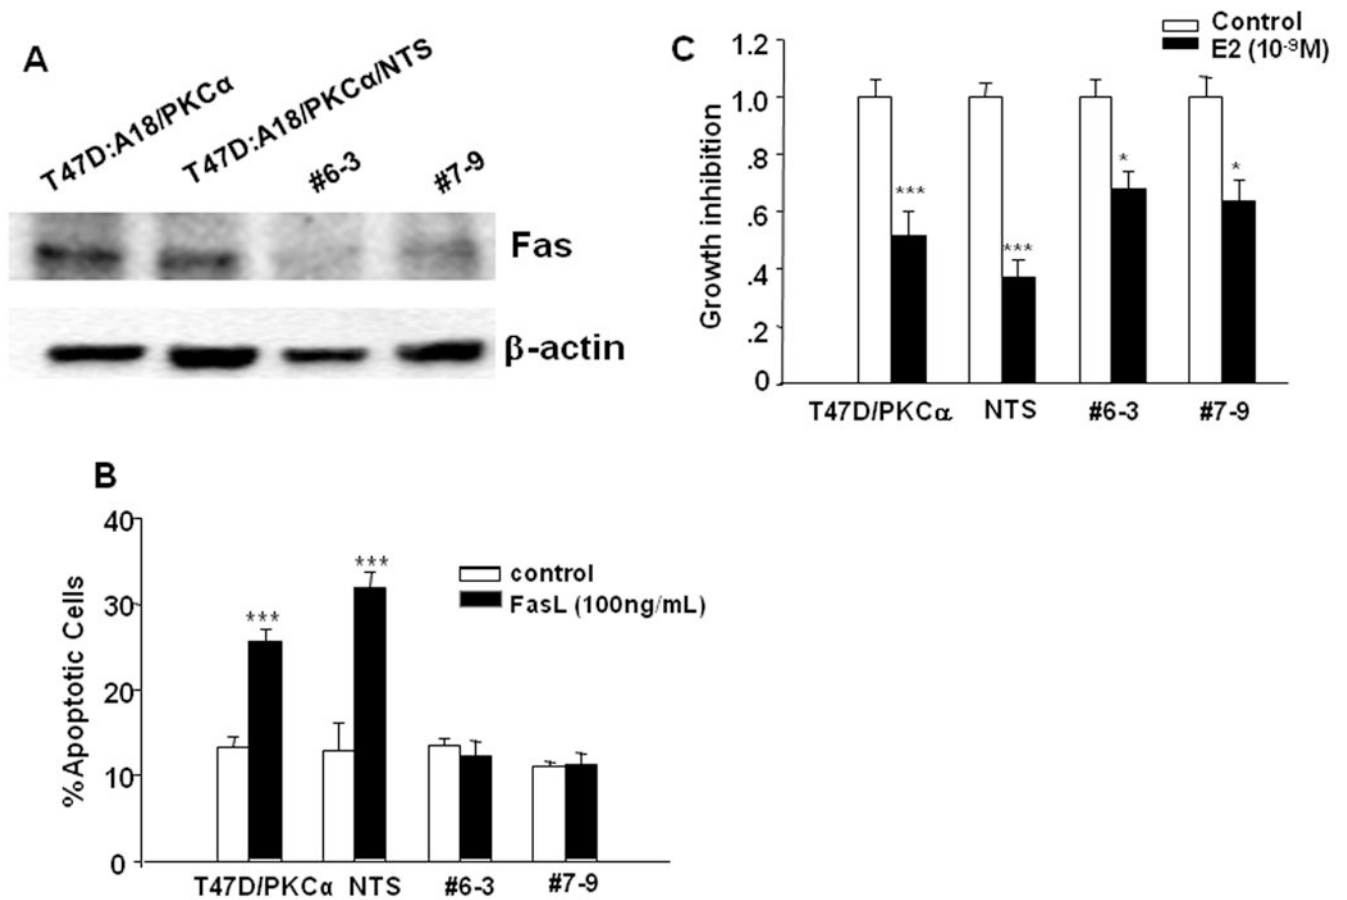 A
T47D:A18/PKCα
T47D:A18/PKCα/NTS
#6-3
#7-9
Fas
β-actin
B
%Apoptotic Cells
40
30
20
10
0
***
***
control
FasL (100ng/mL)
T47D/PKCα NTS #6-3 #7-9
C
Control
E2 (10⁻⁹M)
Growth inhibition
1.2
1.0
.8
.6
.4
.2
0
***
***
*
*
T47D/PKCα NTS #6-3 #7-9